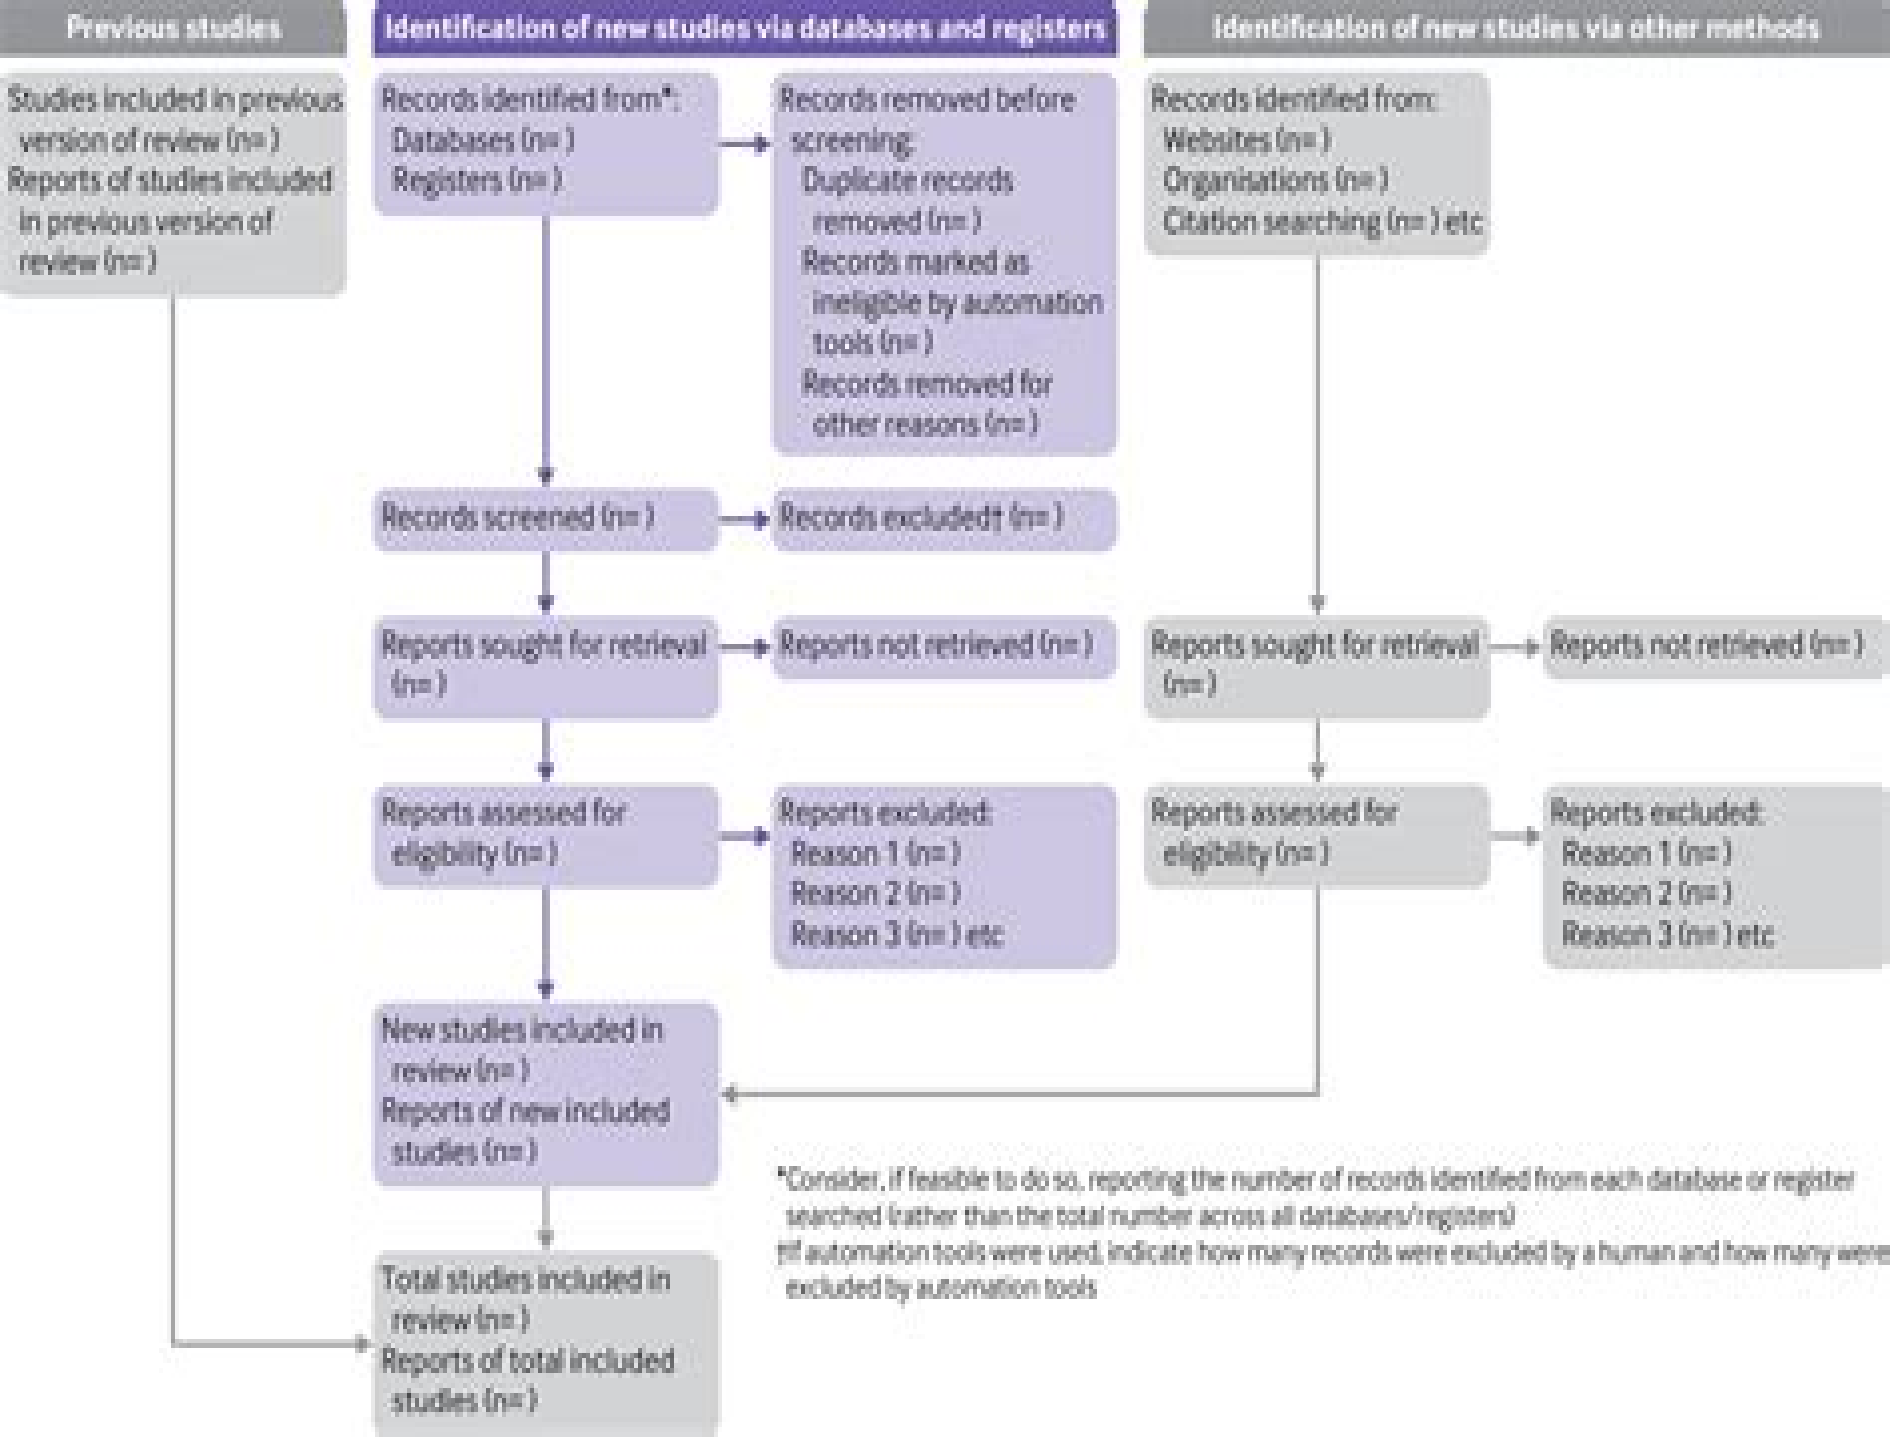 Previous studies
Identification of new studies via databases and registers
Identification of new studies via other methods
Studies included in previous
version of review (n= )
Reports of studies included
in previous version of
review (n= )
Records identified from*:
Databases (n= )
Registers (n= )
Records removed before
screening:
Duplicate records
removed (n= )
Records marked as
ineligible by automation
tools (n= )
Records removed for
other reasons (n= )
Records identified from:
Websites (n= )
Organisations (n= )
Citation searching (n= ) etc
Records screened (n= )
Records excluded† (n= )
Reports sought for retrieval
(n= )
Reports not retrieved (n= )
Reports sought for retrieval
(n= )
Reports not retrieved (n= )
Reports assessed for
eligibility (n= )
Reports excluded:
Reason 1 (n= )
Reason 2 (n= )
Reason 3 (n= ) etc
Reports assessed for
eligibility (n= )
Reports excluded:
Reason 1 (n= )
Reason 2 (n= )
Reason 3 (n= ) etc
New studies included in
review (n= )
Reports of new included
studies (n= )
*Consider, if feasible to do so, reporting the number of records identified from each database or register
searched (rather than the total number across all databases/registers)
†If automation tools were used, indicate how many records were excluded by a human and how many were
excluded by automation tools
Total studies included in
review (n= )
Reports of total included
studies (n= )